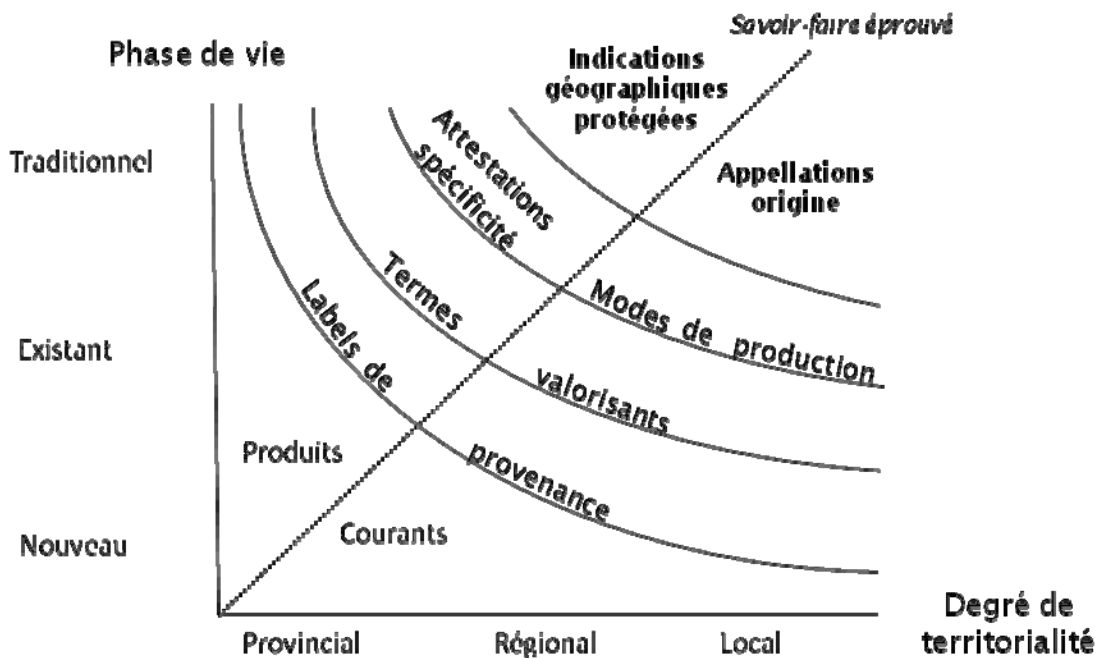 Savoir-faire éprouvé
Phase de vie
Indications
géographiques
protégées
Traditionnel
Attestations
spécificité
Appellations
origine
Termes
valorisants
Modes de production
Labels de
provenance
Existant
Produits
Courants
Nouveau
Provincial
Régional
Local
Degré de
territorialité